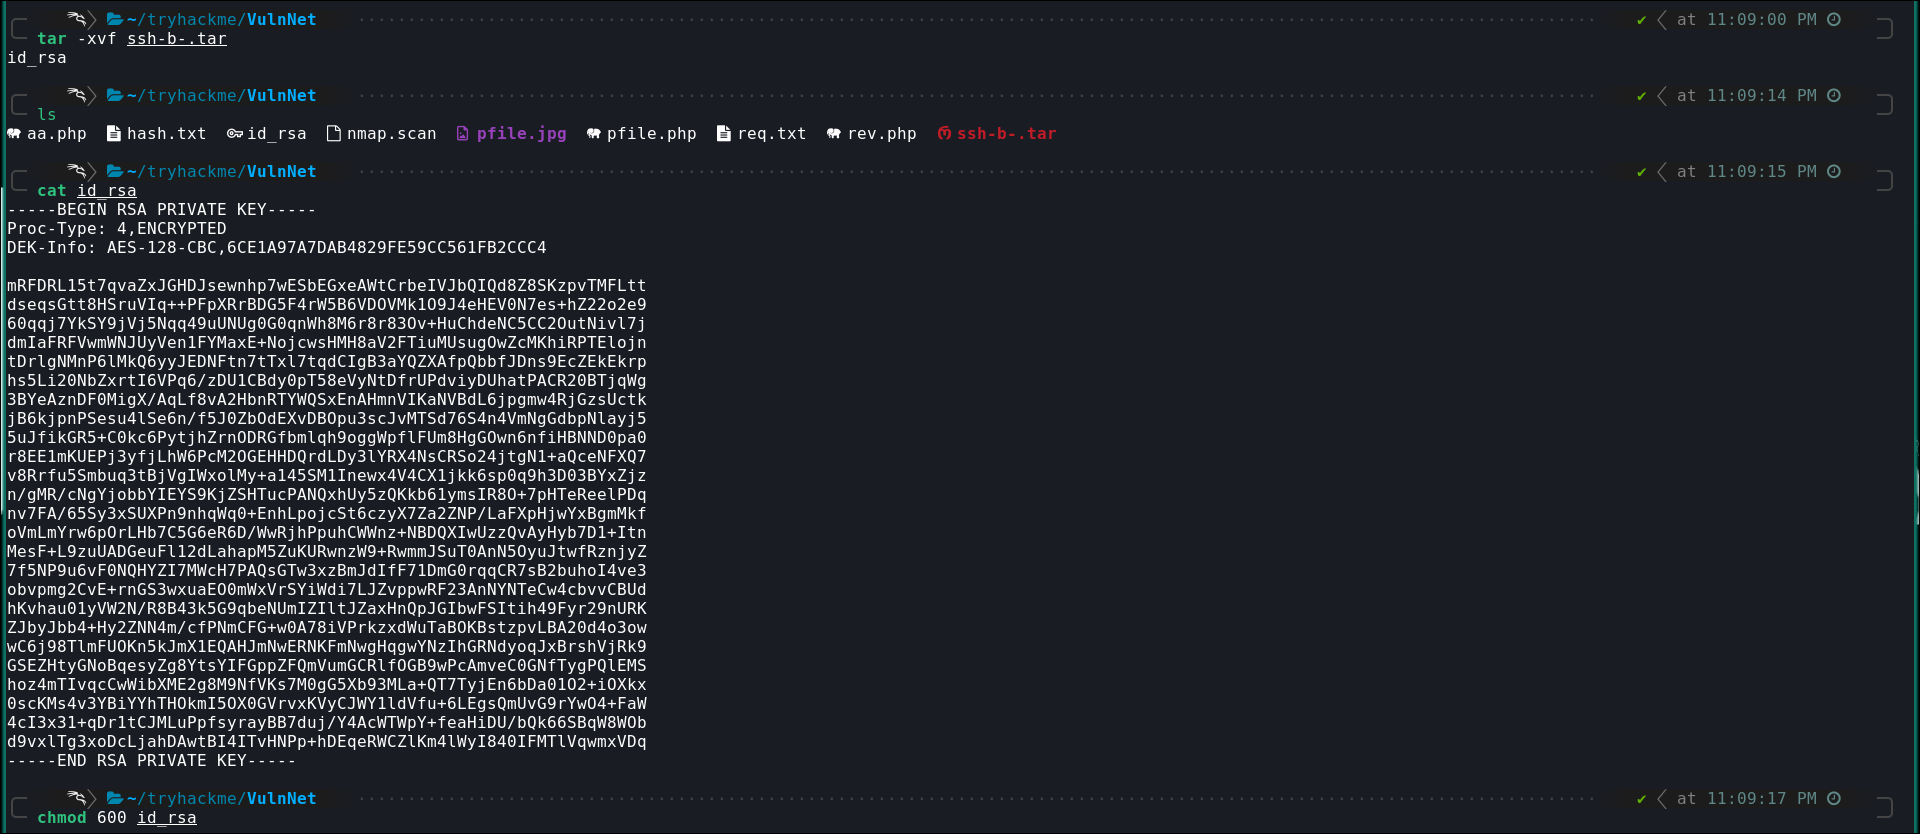 ~/tryhackme/VulnNet ✔ at 11:09:00 PM
tar -xvf ssh-b-.tar
id_rsa
~/tryhackme/VulnNet ✔ at 11:09:14 PM
ls
aa.php hash.txt id_rsa nmap.scan pfile.jpg pfile.php req.txt rev.php ssh-b-.tar
~/tryhackme/VulnNet ✔ at 11:09:15 PM
cat id_rsa
-----BEGIN RSA PRIVATE KEY-----
Proc-Type: 4,ENCRYPTED
DEK-Info: AES-128-CBC,6CE1A97A7DAB4829FE59CC561FB2CCC4
mRFDRL15t7qvaZxJGHDJsewnhp7wESbEGxeAWtCrbeIVJbQIQd8Z8SKzpvTMFLtt
dseqsGtt8HSruVIq++PFpXRrBDG5F4rW5B6VDOVMk1O9J4eHEV0N7es+hZ22o2e9
60qqj7YkSY9jVj5Nqq49uUNUg0G0qnWh8M6r8r83Ov+HuChdeNC5CC2OutNivl7j
dmIaFRFVwmWNJUyVen1FYMaxE+NojcwsHMH8aV2FTiuMUsugOwZcMKhiRPTElojn
tDrlgNMnP6lMkQ6yyJEDNFtn7tTxl7tqdCIgB3aYQZXAfpQbbfJDns9EcZEkEkrp
hs5Li20NbZxrtI6VPq6/zDU1CBdy0pT58eVyNtDfrUPdviyDUhatPACR20BTjqWg
3BYeAznDF0MigX/AqLf8vA2HbnRTYWQSxEnAHmnVIKaNVBdL6jpgmw4RjGzsUctk
jB6kjpnPSesu4lSe6n/f5J0ZbOdEXvDBOpu3scJvMTSd76S4n4VmNgGdbpNlayj5
5uJfikGR5+C0kc6PytjhZrnODRGfbmlqh9oggWpflFUm8HgGOwn6nfiHBNND0pa0
r8EE1mKUEPj3yfjLhW6PcM2OGEHHDQrdLDy3lYRX4NsCRSo24jtgN1+aQceNFXQ7
v8Rrfu5Smbuq3tBjVgIWxolMy+a145SM1Inewx4V4CX1jkk6sp0q9h3D03BYxZjz
n/gMR/cNgYjobbYIEYS9KjZSHTucPANQxhUy5zQKkb61ymsIR8O+7pHTeReelPDq
nv7FA/65Sy3xSUXPn9nhqWq0+EnhLpojcSt6czyX7Za2ZNP/LaFXpHjwYxBgmMkf
oVmLmYrw6pOrLHb7C5G6eR6D/WwRjhPpuhCWWnz+NBDQXIwUzzQvAyHyb7D1+Itn
MesF+L9zuUADGeuFl12dLahapM5ZuKURwnzW9+RwmmJSuT0AnN5OyuJtwfRznjyZ
7f5NP9u6vF0NQHYZI7MWcH7PAQsGTw3xzBmJdIfF71DmG0rqqCR7sB2buhoI4ve3
obvpmg2CvE+rnGS3wxuaEO0mWxVrSYiWdi7LJZvppwRF23AnNYNTeCw4cbvvCBUd
hKvhau01yVW2N/R8B43k5G9qbeNUmIZIltJZaxHnQpJGIbwFSItih49Fyr29nURK
ZJbyJbb4+Hy2ZNN4m/cfPNmCFG+w0A78iVPrkzxdWuTaBOKBstzpvLBA20d4o3ow
wC6j98TlmFUOKn5kJmX1EQAHJmNwERNKFmNwgHqgwYNzIhGRNdyoqJxBrshVjRk9
GSEZHtyGNoBqesyZg8YtsYIFGppZFQmVumGCRlfOGB9wPcAmveC0GNfTygPQlEMS
hoz4mTIvqcCwWibXME2g8M9NfVKs7M0gG5Xb93MLa+QT7TyjEn6bDa01O2+iOXkx
0scKMs4v3YBiYYhTHOkmI5OX0GVrvxKVyCJWY1ldVfu+6LEgsQmUvG9rYwO4+FaW
4cI3x31+qDr1tCJMLuPpfsyrayBB7duj/Y4AcWTWpY+feaHiDU/bQk66SBqW8WOb
d9vxlTg3xoDcLjahDAwtBI4ITvHNPp+hDEqeRWCZlKm4lWyI840IFMTlVqwmxVDq
-----END RSA PRIVATE KEY-----
~/tryhackme/VulnNet ✔ at 11:09:17 PM
chmod 600 id_rsa